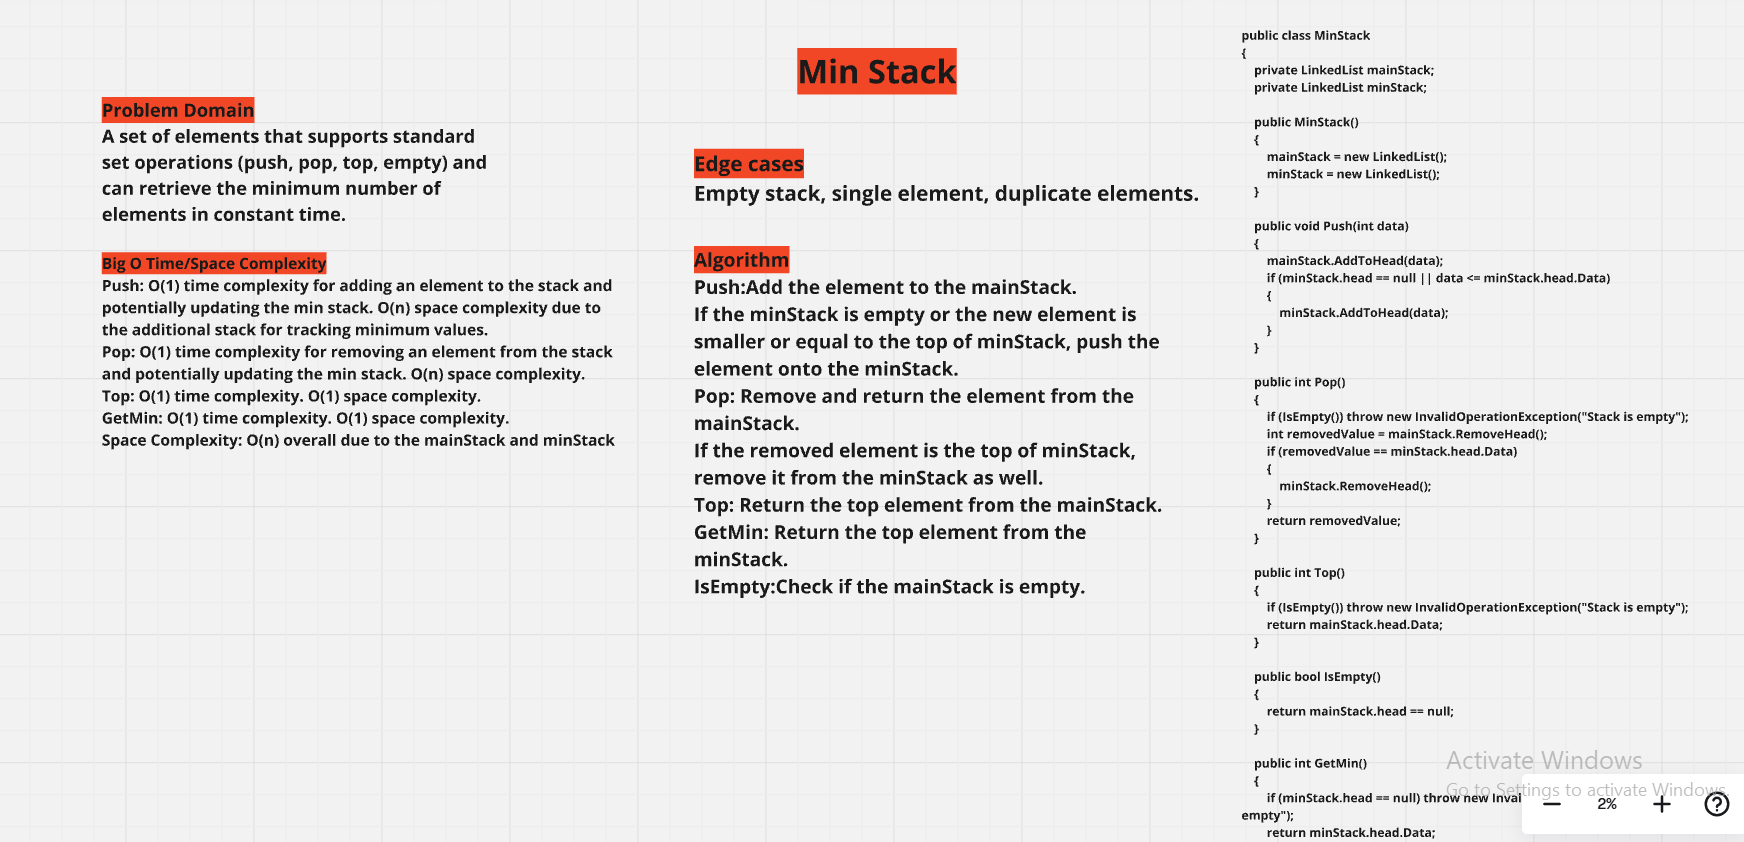 Min Stack
Problem Domain
A set of elements that supports standard
set operations (push, pop, top, empty) and
can retrieve the minimum number of
elements in constant time.
Big O Time/Space Complexity
Push: O(1) time complexity for adding an element to the stack and
potentially updating the min stack. O(n) space complexity due to
the additional stack for tracking minimum values.
Pop: O(1) time complexity for removing an element from the stack
and potentially updating the min stack. O(n) space complexity.
Top: O(1) time complexity. O(1) space complexity.
GetMin: O(1) time complexity. O(1) space complexity.
Space Complexity: O(n) overall due to the mainStack and minStack
Edge cases
Empty stack, single element, duplicate elements.
Algorithm
Push:Add the element to the mainStack.
If the minStack is empty or the new element is
smaller or equal to the top of minStack, push the
element onto the minStack.
Pop: Remove and return the element from the
mainStack.
If the removed element is the top of minStack,
remove it from the minStack as well.
Top: Return the top element from the mainStack.
GetMin: Return the top element from the
minStack.
IsEmpty:Check if the mainStack is empty.
public class MinStack
{
private LinkedList mainStack;
private LinkedList minStack;
public MinStack()
{
mainStack = new LinkedList();
minStack = new LinkedList();
}
public void Push(int data)
{
mainStack.AddToHead(data);
if (minStack.head == null || data <= minStack.head.Data)
{
minStack.AddToHead(data);
}
}
public int Pop()
{
if (IsEmpty()) throw new InvalidOperationException("Stack is empty");
int removedValue = mainStack.RemoveHead();
if (removedValue == minStack.head.Data)
{
minStack.RemoveHead();
}
return removedValue;
}
public int Top()
{
if (IsEmpty()) throw new InvalidOperationException("Stack is empty");
return mainStack.head.Data;
}
public bool IsEmpty()
{
return mainStack.head == null;
}
public int GetMin()
{
if (minStack.head == null) throw new
empty");
return minStack.head.Data;
Activate Windows
Go to Settings to activate Windows.
2%